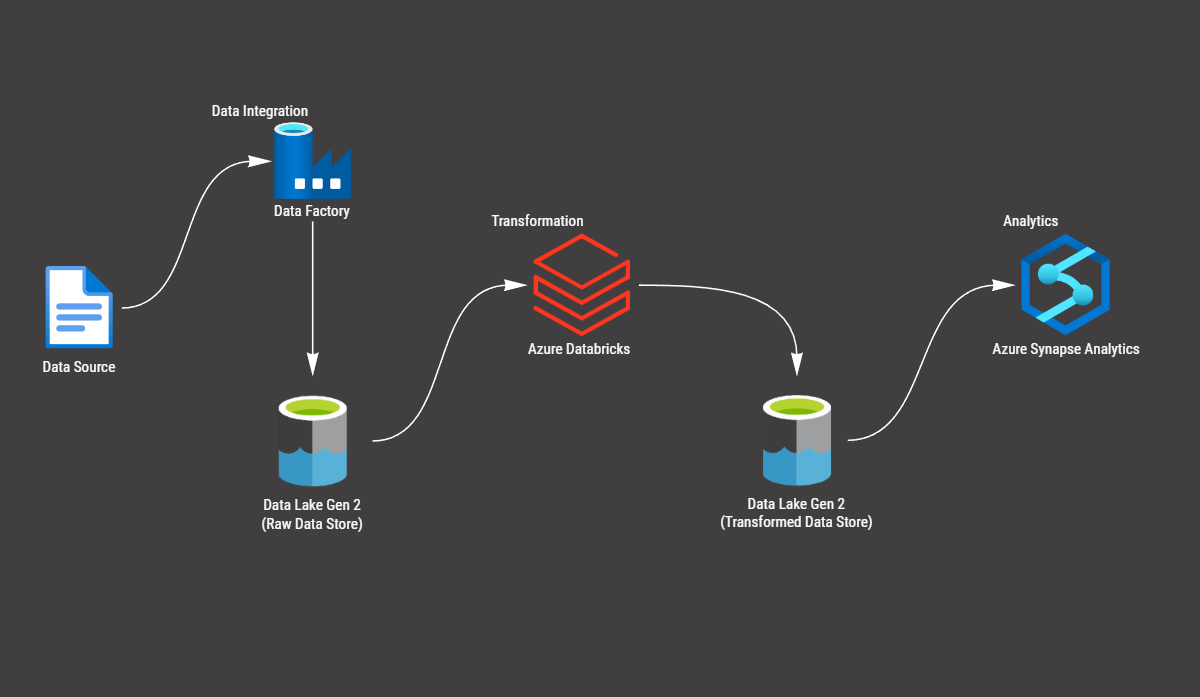 Data Integration
Data Factory
Data Source
Data Lake Gen 2
(Raw Data Store)
Transformation
Azure Databricks
Data Lake Gen 2
(Transformed Data Store)
Analytics
Azure Synapse Analytics